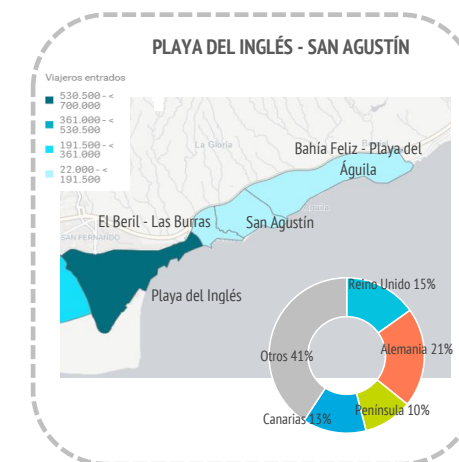 PLAYA DEL INGLÉS - SAN AGUSTÍN
Viajeros entrados
530.500 - <
700.000
361.000 - <
530.500
191.500 - <
361.000
22.000 - <
191.500
La Gloria
Bahía Feliz - Playa del
Águila
El Beril - Las Burras
San Agustín
SAN FERNANDO
Playa del Inglés
Reino Unido 15%
Otros 41%
Alemania 21%
Península 10%
Canarias 13%